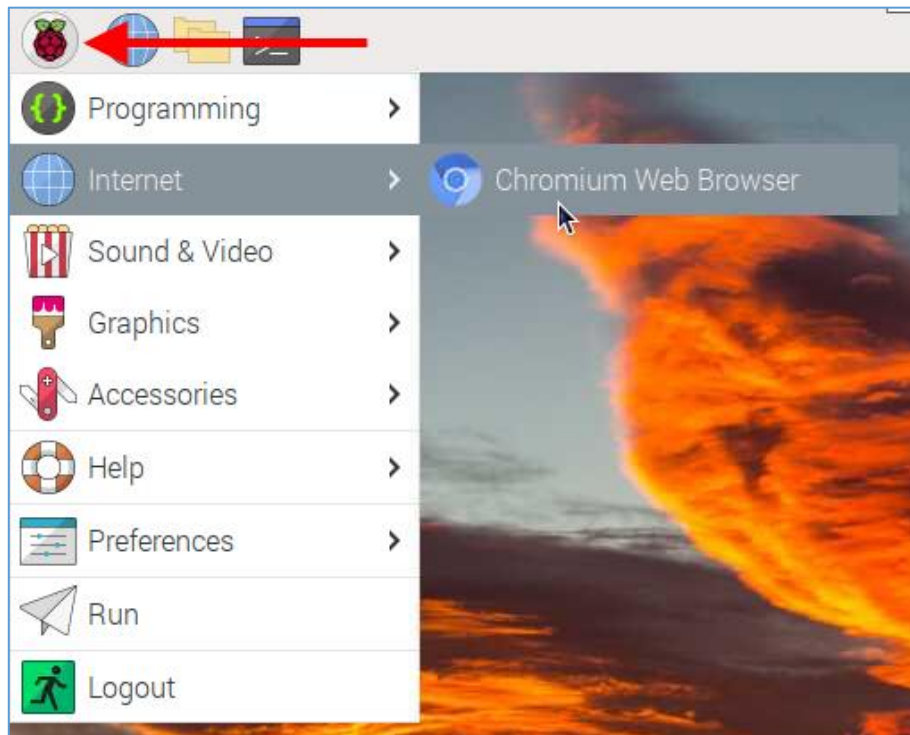 Programming
Internet
Chromium Web Browser
Sound & Video
Graphics
Accessories
Help
Preferences
Run
Logout